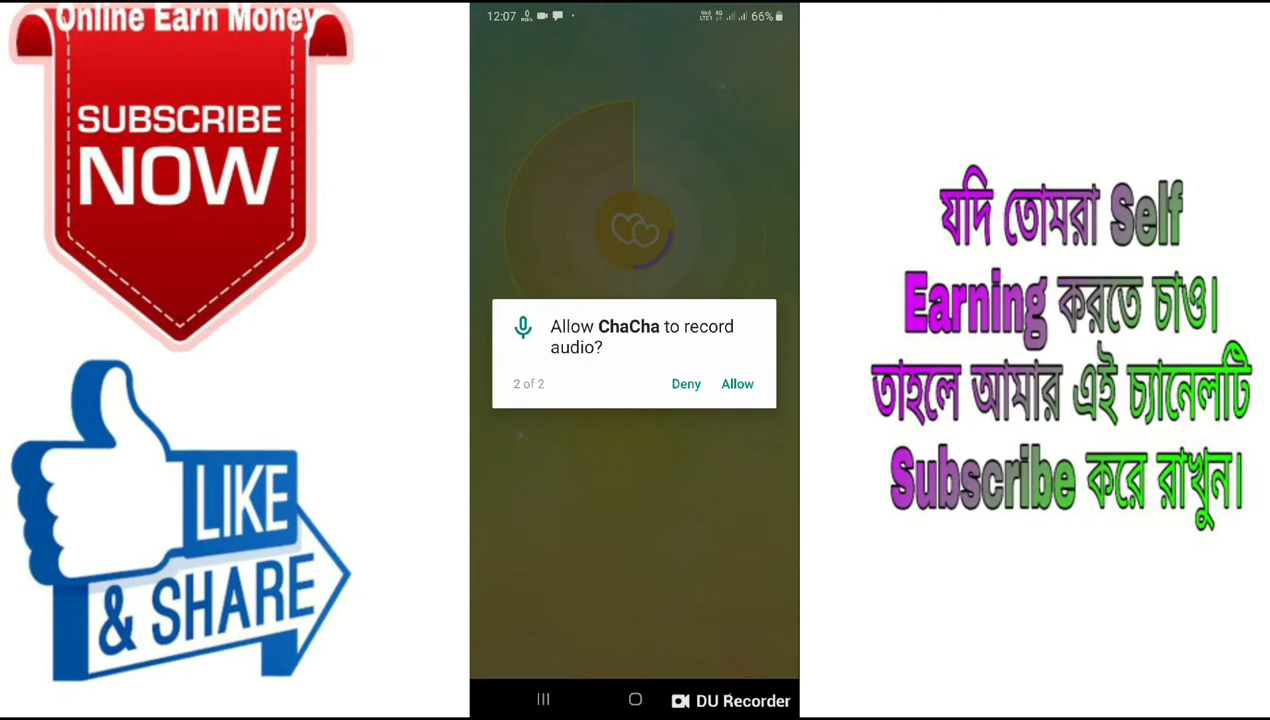 Online Earn Money
SUBSCRIBE
NOW
LIKE
& SHARE
12:07
66%
Allow ChaCha to record
audio?
2 of 2
Deny
Allow
DU Recorder
যদি তোমরা Self
Earning করতে চাও।
তাহলে আমার এই চ্যানেলটি
Subscribe করে রাখুন।